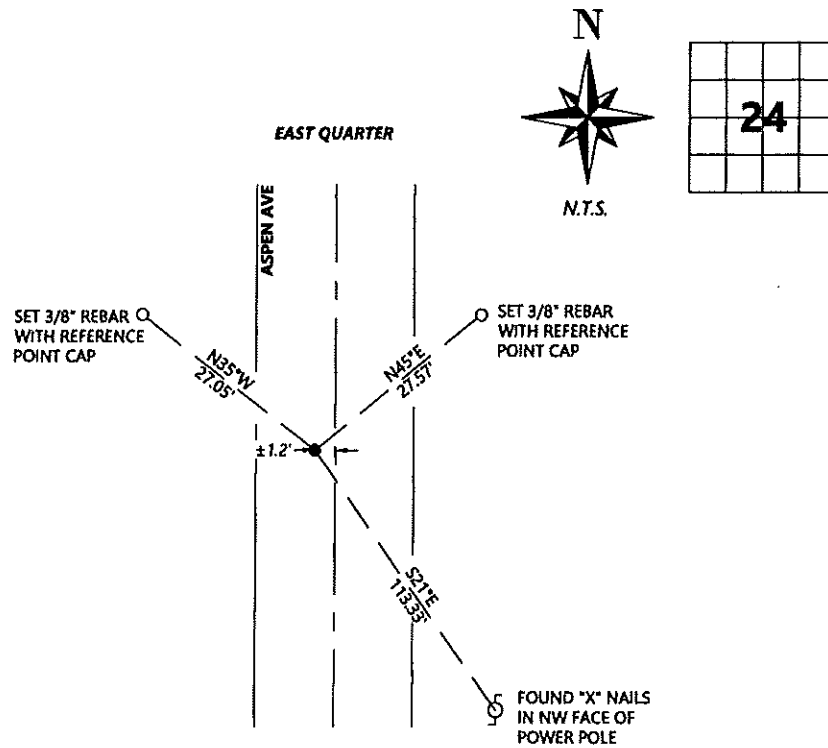 N
24
N.T.S.
EAST QUARTER
ASPEN AVE
SET 3/8" REBAR
WITH REFERENCE
POINT CAP
SET 3/8" REBAR
WITH REFERENCE
POINT CAP
N35°W
27.05'
N45°E
27.57'
±1.2'
S21°E
113.33'
FOUND "X" NAILS
IN NW FACE OF
POWER POLE